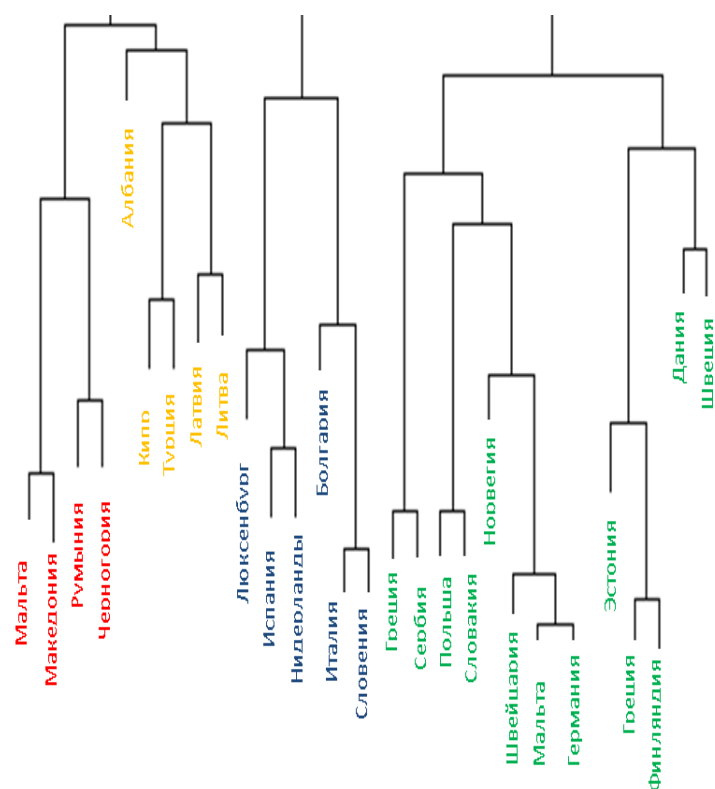 Мальта
Македония
Румыния
Черногория
Албания
Кипр
Турция
Латвия
Литва
Люксенбург
Испания
Нидерланды
Болгария
Италия
Словения
Греция
Сербия
Польша
Словакия
Норвегия
Швейцария
Мальта
Германия
Эстония
Греция
Финляндия
Дания
Швеция